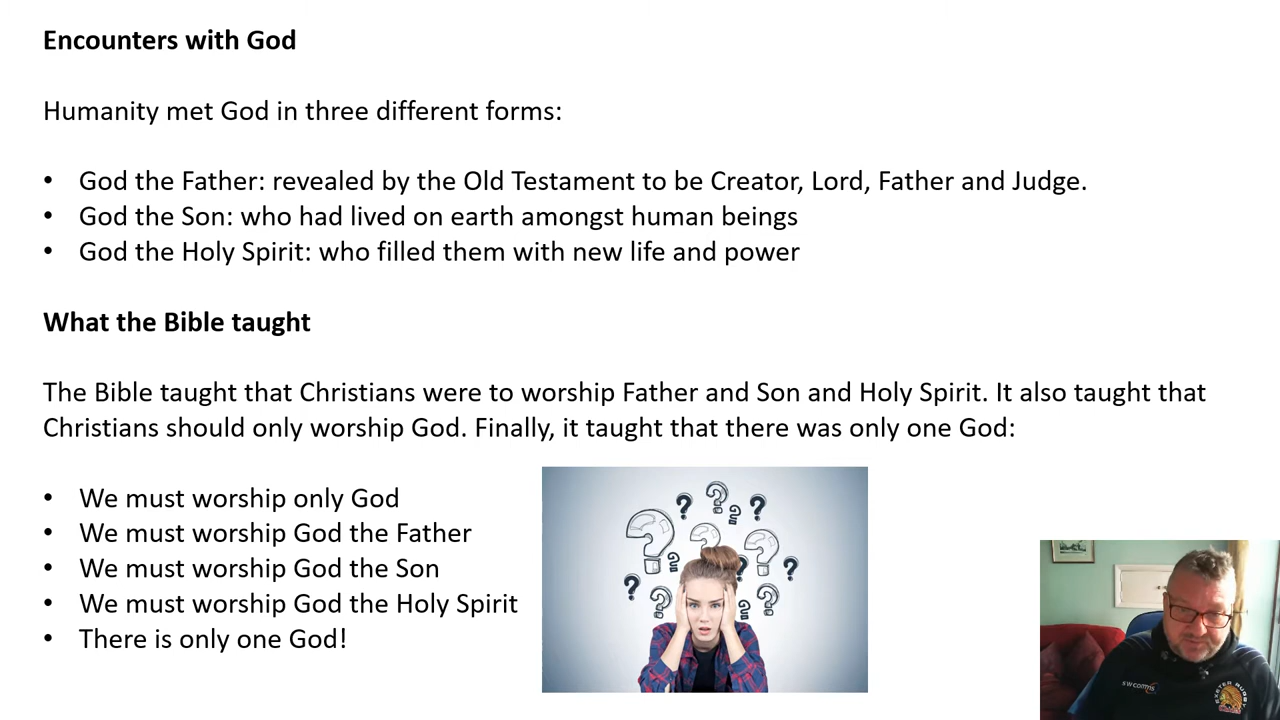 Encounters with God
Humanity met God in three different forms:
• God the Father: revealed by the Old Testament to be Creator, Lord, Father and Judge.
• God the Son: who had lived on earth amongst human beings
• God the Holy Spirit: who filled them with new life and power
What the Bible taught
The Bible taught that Christians were to worship Father and Son and Holy Spirit. It also taught that
Christians should only worship God. Finally, it taught that there was only one God:
• We must worship only God
• We must worship God the Father
• We must worship God the Son
• We must worship God the Holy Spirit
• There is only one God!
? ? ? ? ? ? ? ? ? ? ? ? ? ?
swcomms
EXETER RUGBY